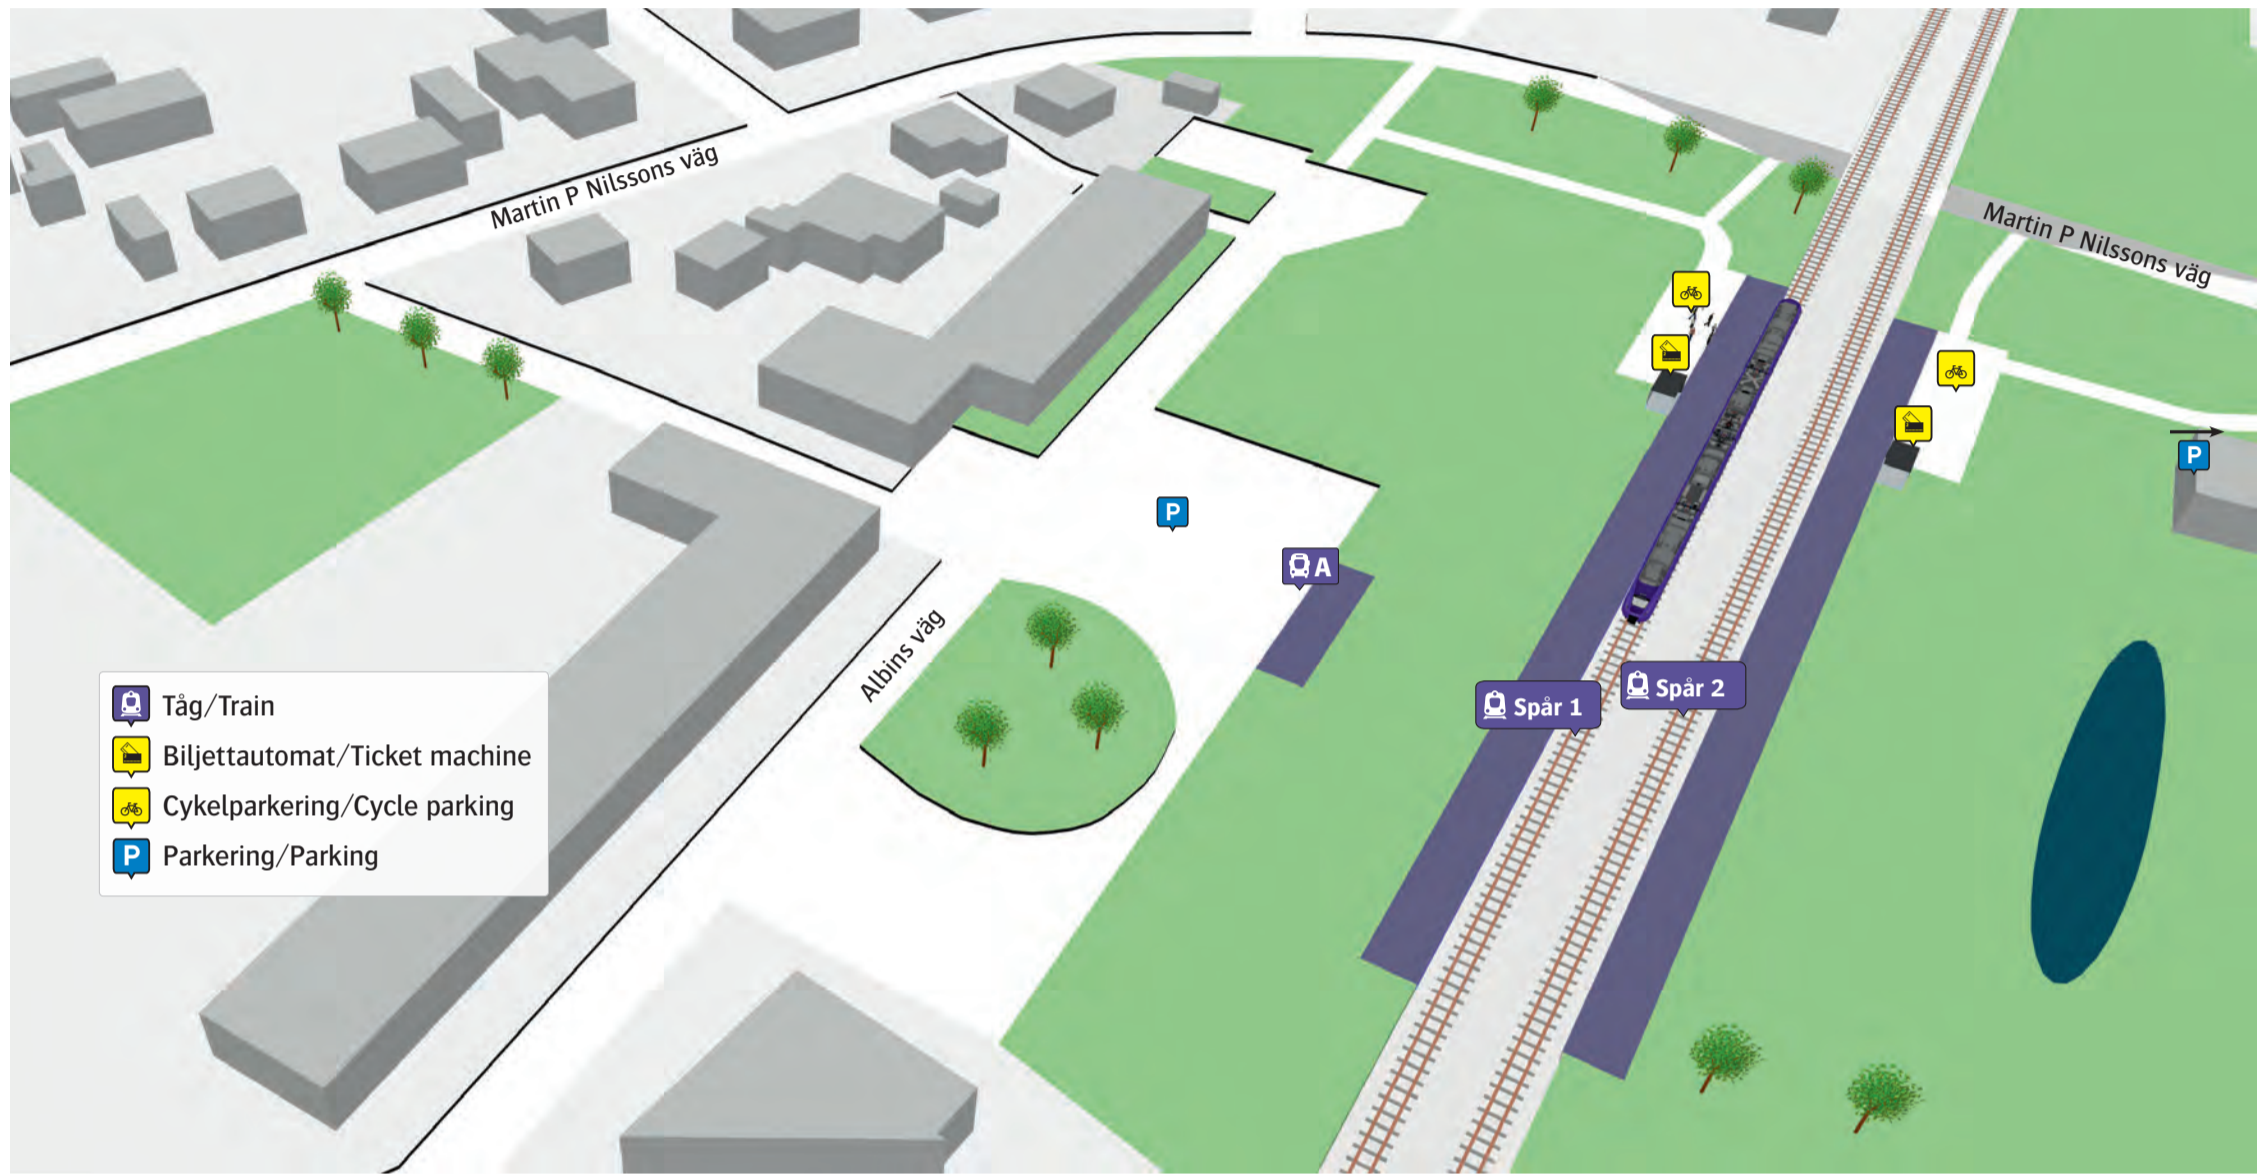 Martin P Nilssons väg
Martin P Nilssons väg
P
P
A
Albins väg
Spår 1
Spår 2
Tåg/Train
Biljettautomat/Ticket machine
Cykelparkering/Cycle parking
P Parkering/Parking